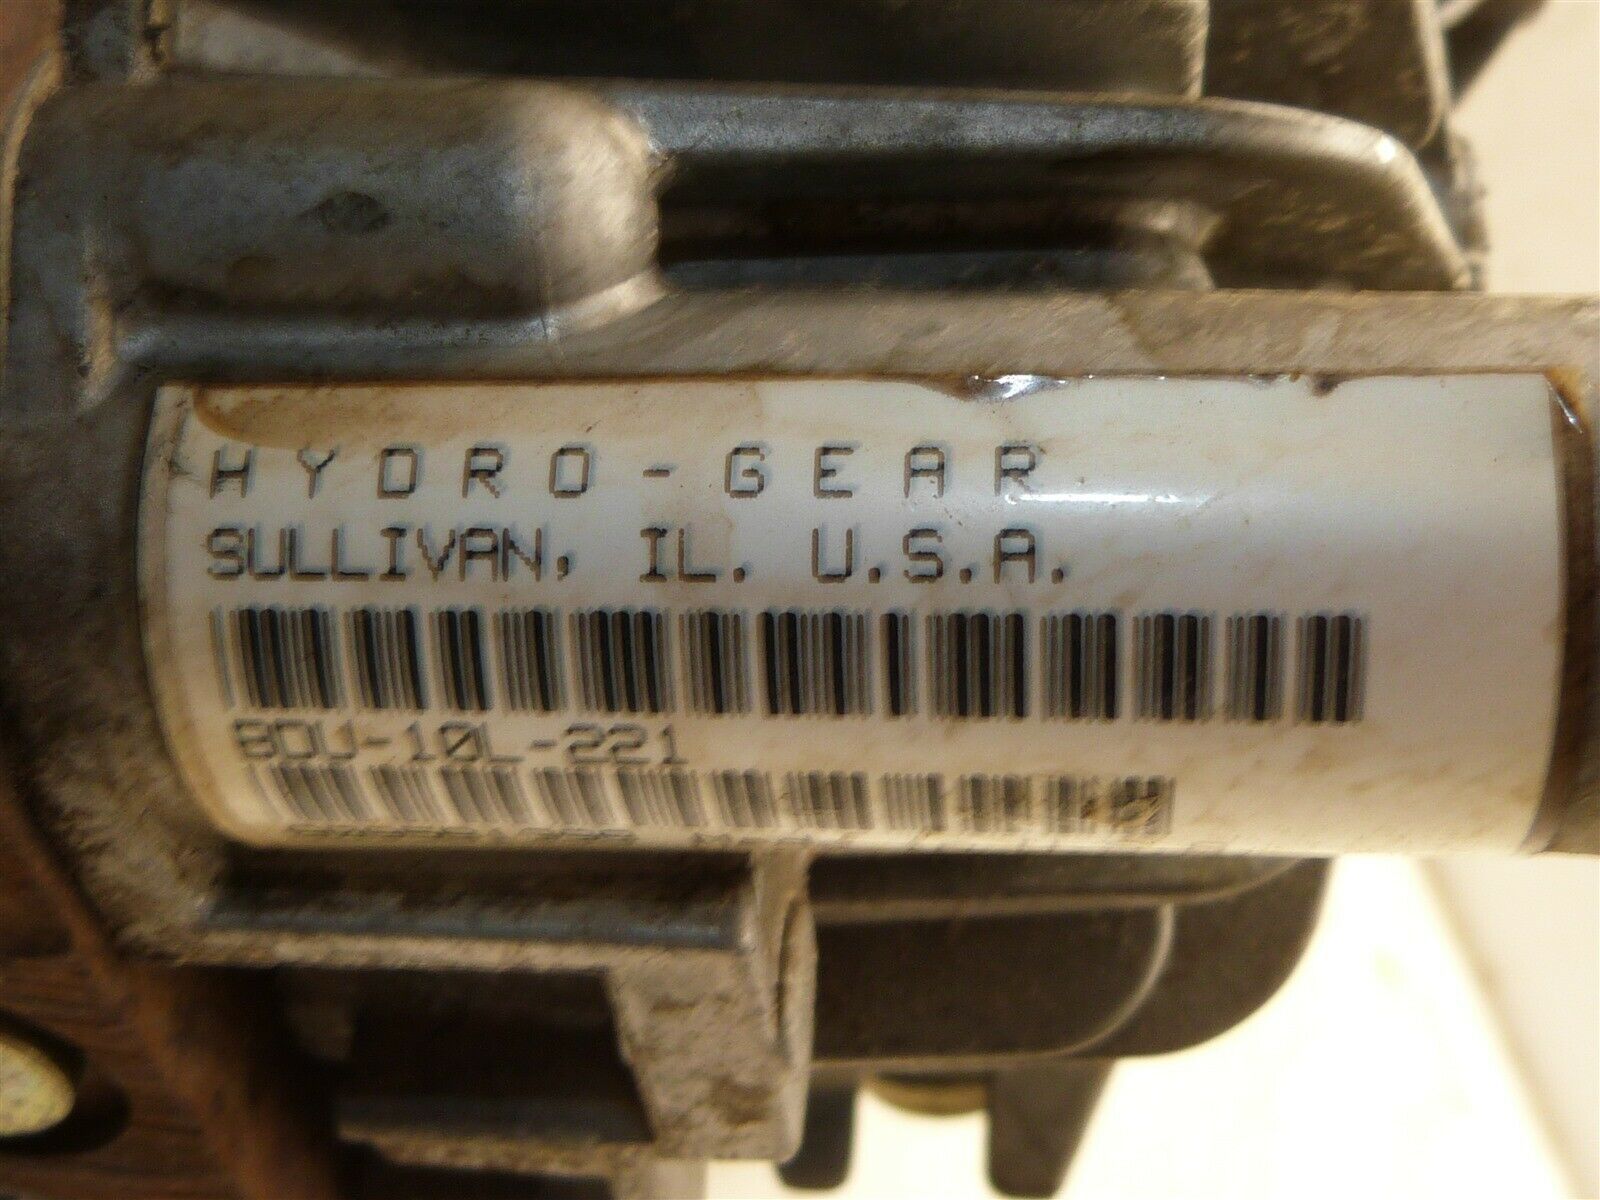 HYDRO-GEAR
SULLIVAN, IL. U.S.A.
BDU-10L-221